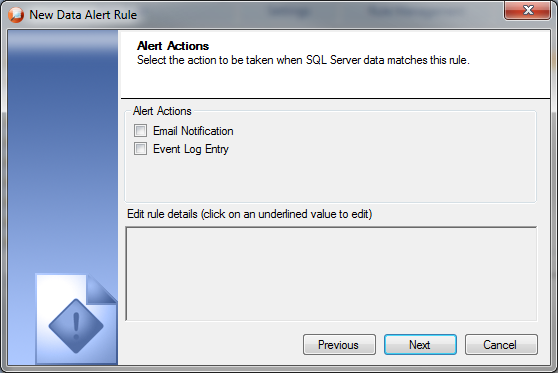 New Data Alert Rule
Alert Actions
Select the action to be taken when SQL Server data matches this rule.
Alert Actions
Email Notification
Event Log Entry
Edit rule details (click on an underlined value to edit)
Previous
Next
Cancel